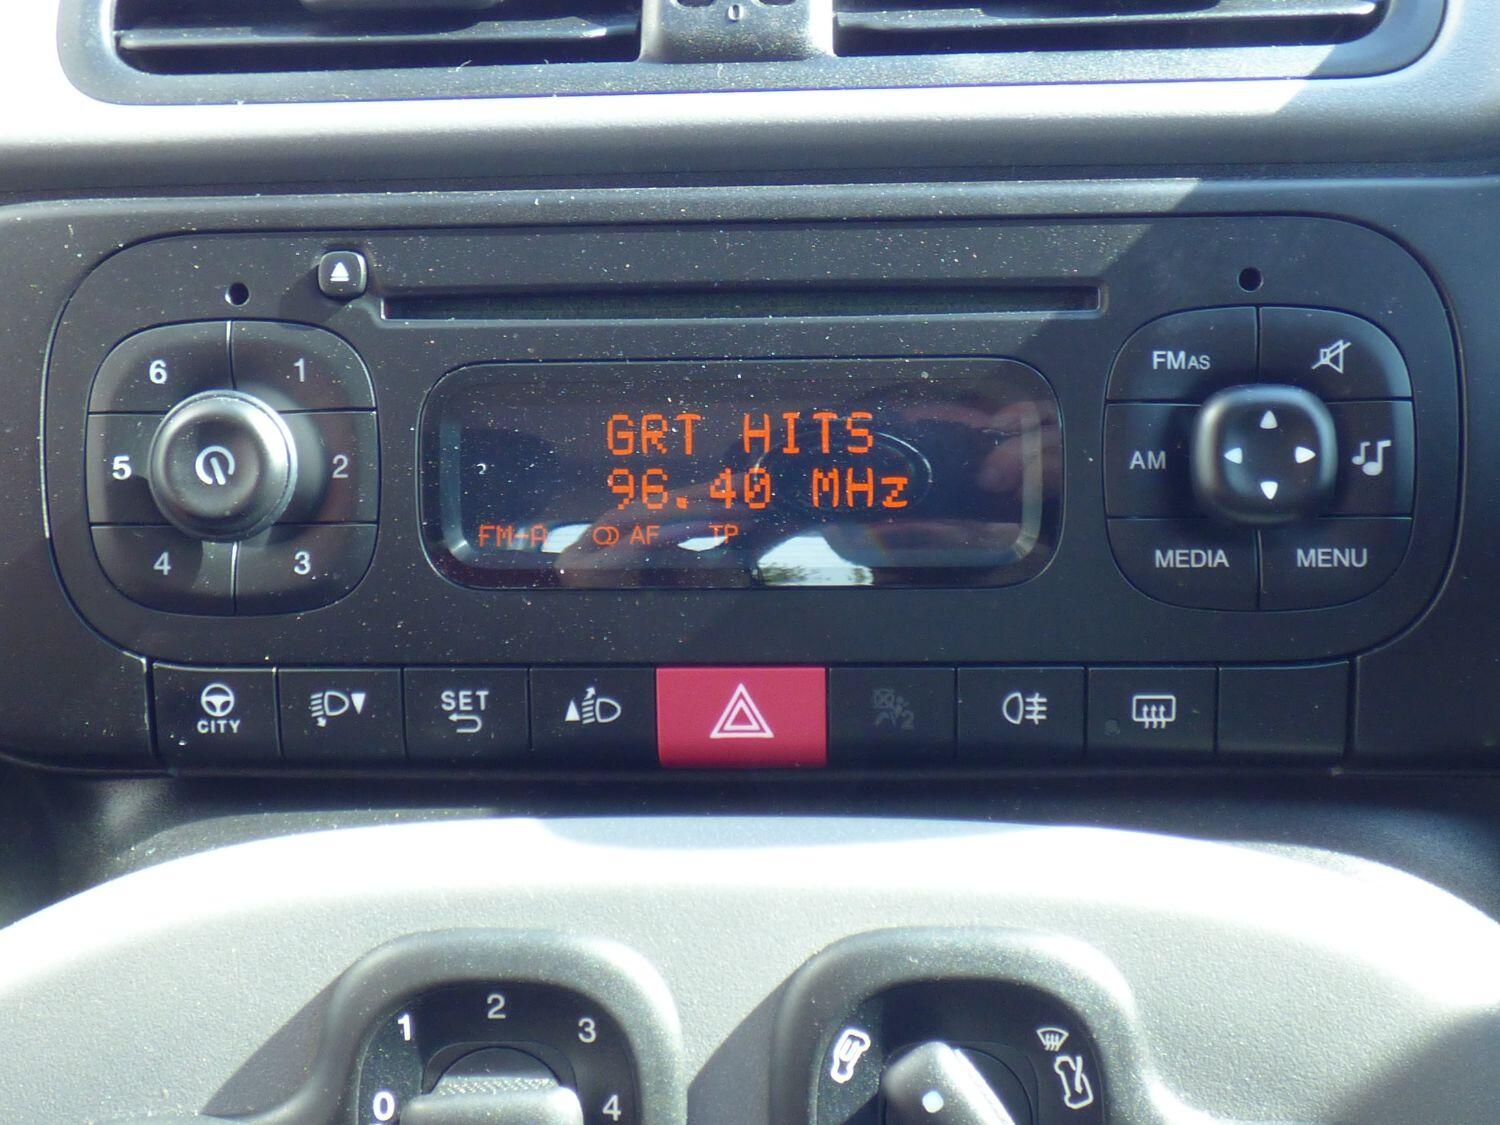 6 1
FMAS
GRT HITS
5 2
AM
96.40 MHz
FM-A AF TP
4 3
MEDIA MENU
CITY
SET
2
1 2 3
0 4